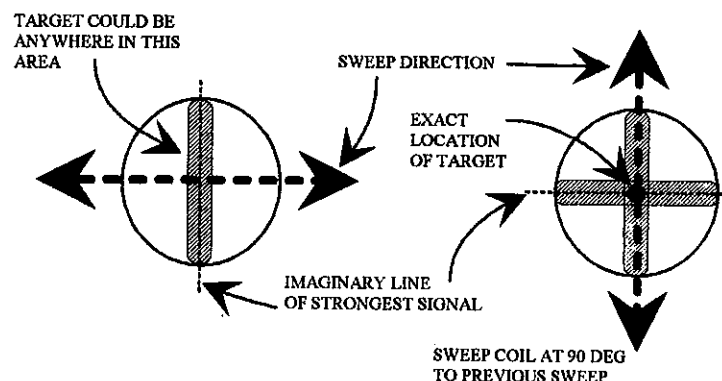 TARGET COULD BE
ANYWHERE IN THIS
AREA
SWEEP DIRECTION
EXACT
LOCATION
OF TARGET
IMAGINARY LINE
OF STRONGEST SIGNAL
SWEEP COIL AT 90 DEG
TO PREVIOUS SWEEP